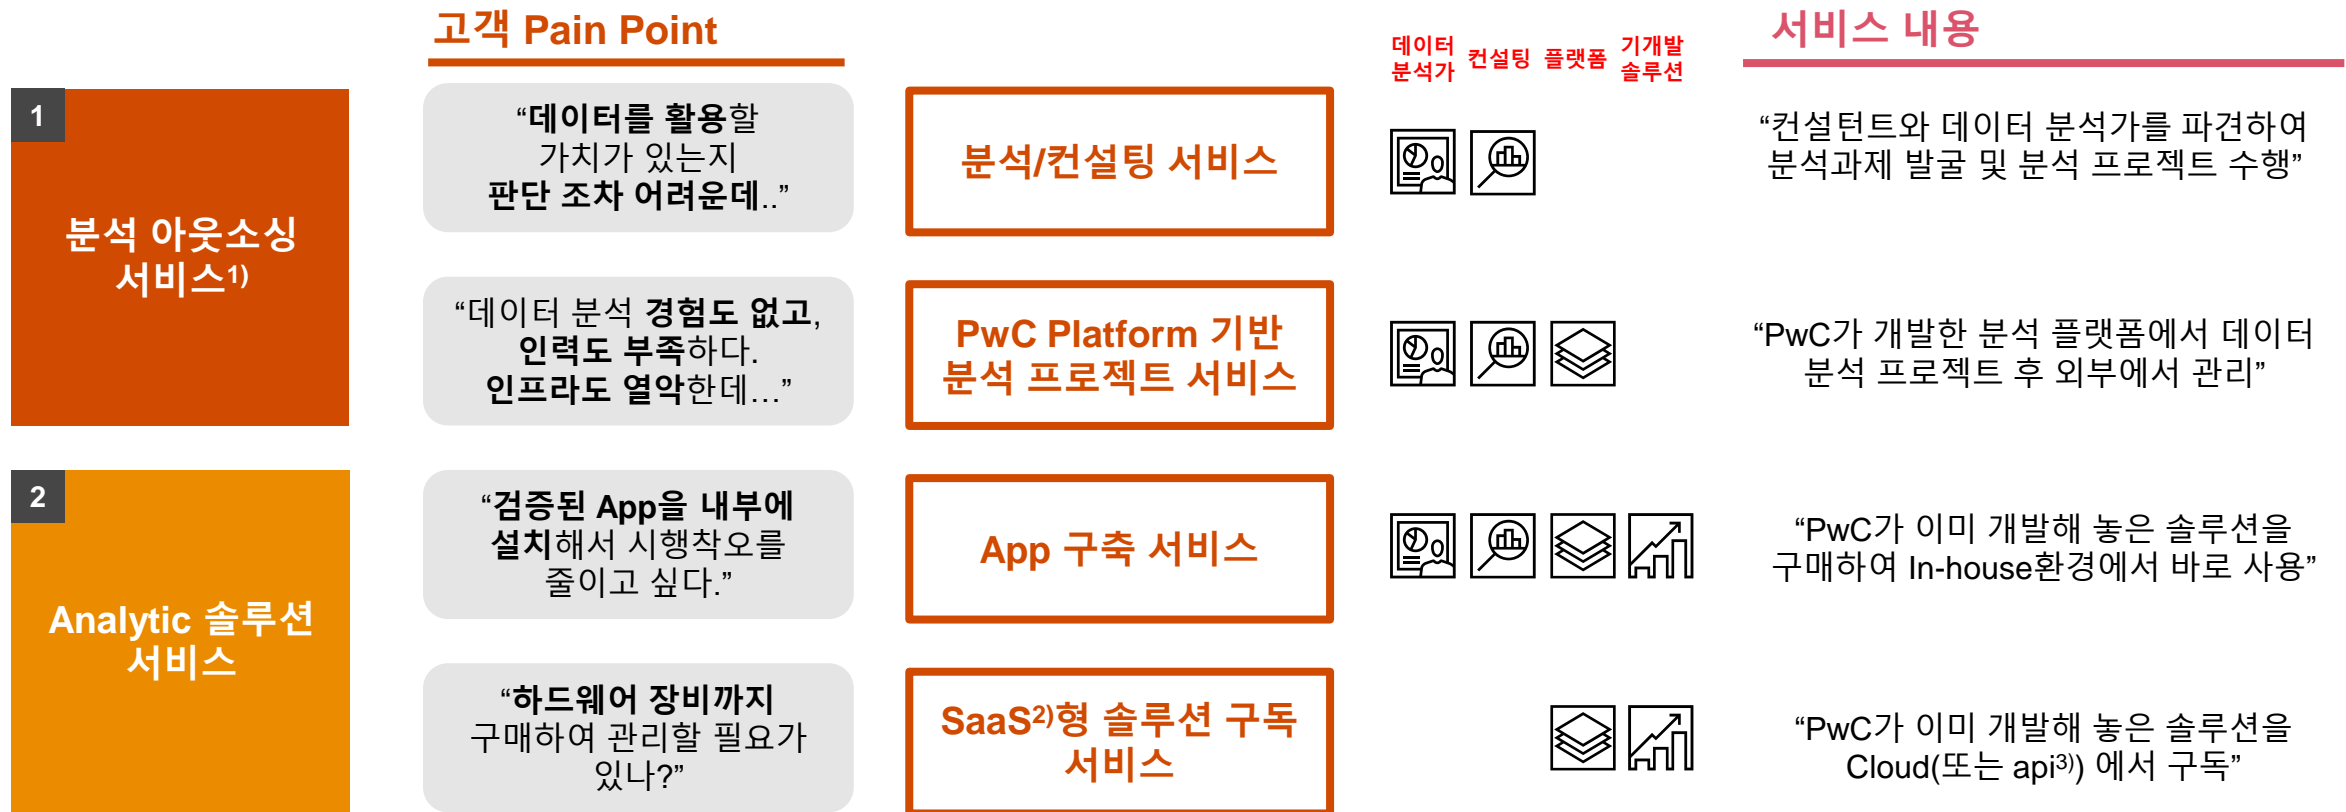 고객 Pain Point
데이터
분석가
컨설팅
플랫폼
기개발
솔루션
서비스 내용
1
분석 아웃소싱
서비스1)
“데이터를 활용할
가치가 있는지
판단 조차 어려운데..”
분석/컨설팅 서비스
“컨설턴트와 데이터 분석가를 파견하여
분석과제 발굴 및 분석 프로젝트 수행”
“데이터 분석 경험도 없고,
인력도 부족하다.
인프라도 열악한데…”
PwC Platform 기반
분석 프로젝트 서비스
“PwC가 개발한 분석 플랫폼에서 데이터
분석 프로젝트 후 외부에서 관리”
2
Analytic 솔루션
서비스
“검증된 App을 내부에
설치해서 시행착오를
줄이고 싶다.”
App 구축 서비스
“PwC가 이미 개발해 놓은 솔루션을
구매하여 In-house환경에서 바로 사용”
“하드웨어 장비까지
구매하여 관리할 필요가
있나?”
SaaS2)형 솔루션 구독
서비스
“PwC가 이미 개발해 놓은 솔루션을
Cloud(또는 api3)) 에서 구독”